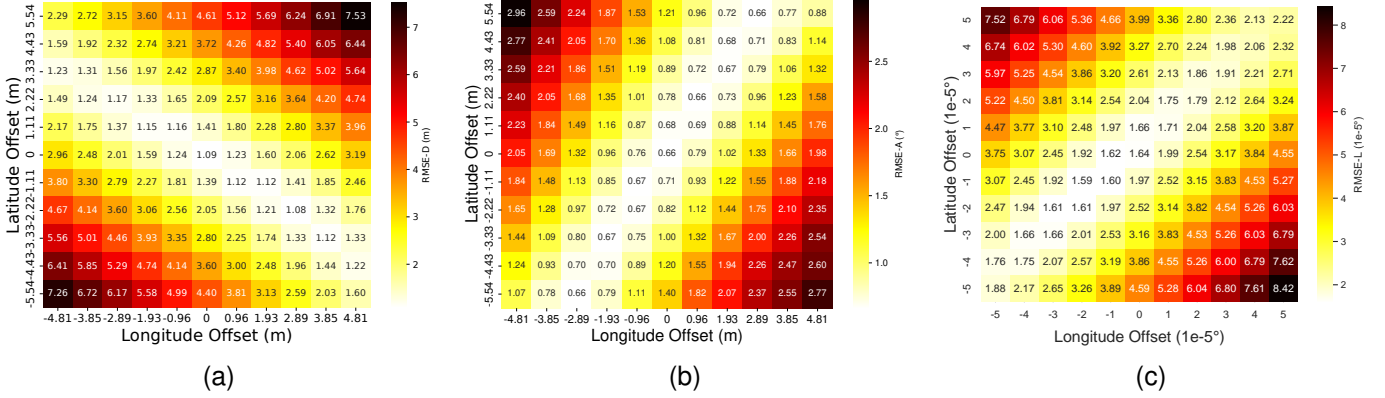 5.54 2.29 2.72 3.15 3.60 4.11 4.61 5.12 5.69 6.24 6.91 7.53
4.43 1.59 1.92 2.32 2.74 3.21 3.72 4.26 4.82 5.40 6.05 6.44
3.33 1.23 1.31 1.56 1.97 2.42 2.87 3.40 3.98 4.62 5.02 5.64
2.22 1.49 1.24 1.17 1.33 1.65 2.09 2.57 3.16 3.64 4.20 4.74
1.11 2.17 1.75 1.37 1.15 1.16 1.41 1.80 2.28 2.80 3.37 3.96
0 2.96 2.48 2.01 1.59 1.24 1.09 1.23 1.60 2.06 2.62 3.19
-1.11 3.80 3.30 2.79 2.27 1.81 1.39 1.12 1.12 1.41 1.85 2.46
-2.22 4.67 4.14 3.60 3.06 2.56 2.05 1.56 1.21 1.08 1.32 1.76
-3.33 5.56 5.01 4.46 3.93 3.35 2.80 2.25 1.74 1.33 1.12 1.33
-4.43 6.41 5.85 5.29 4.74 4.14 3.60 3.00 2.48 1.96 1.44 1.22
-5.54 7.26 6.72 6.17 5.58 4.99 4.40 3.81 3.13 2.59 2.03 1.60
-4.81 -3.85 -2.89 -1.93 -0.96 0 0.96 1.93 2.89 3.85 4.81
Longitude Offset (m)
Latitude Offset (m)
7
6
5
4
3
2
RMSE-D (m)
(a)
5.54 2.96 2.59 2.24 1.87 1.53 1.20 0.96 0.72 0.66 0.77 0.88
4.43 2.77 2.41 2.05 1.70 1.36 1.08 0.81 0.68 0.71 0.83 1.14
3.33 2.59 2.21 1.86 1.51 1.19 0.89 0.72 0.67 0.79 1.06 1.32
2.22 2.40 2.05 1.68 1.35 1.01 0.78 0.66 0.73 0.96 1.23 1.58
1.11 2.23 1.84 1.49 1.16 0.87 0.68 0.68 0.88 1.14 1.45 1.76
0 2.05 1.69 1.32 0.96 0.76 0.66 0.79 1.02 1.33 1.66 1.98
-1.11 1.84 1.48 1.13 0.85 0.67 0.71 0.93 1.22 1.55 1.88 2.18
-2.22 1.65 1.28 0.97 0.72 0.67 0.82 1.12 1.44 1.75 2.10 2.35
-3.33 1.44 1.09 0.80 0.67 0.75 1.00 1.33 1.67 2.00 2.26 2.54
-4.43 1.24 0.93 0.70 0.70 0.89 1.20 1.55 1.94 2.26 2.47 2.60
-5.54 1.07 0.78 0.66 0.79 1.11 1.40 1.82 2.07 2.37 2.55 2.77
-4.81 -3.85 -2.89 -1.93 -0.96 0 0.96 1.93 2.89 3.85 4.81
Longitude Offset (m)
Latitude Offset (m)
2.5
2.0
1.5
1.0
RMSE-A (°)
(b)
5 7.52 6.79 6.06 5.36 4.66 3.99 3.36 2.80 2.36 2.13 2.22
4 6.74 6.02 5.30 4.60 3.92 3.27 2.70 2.24 1.98 2.06 2.32
3 5.97 5.25 4.54 3.86 3.20 2.61 2.13 1.86 1.91 2.21 2.71
2 5.22 4.50 3.81 3.14 2.54 2.04 1.75 1.79 2.12 2.64 3.24
1 4.47 3.77 3.10 2.48 1.97 1.66 1.71 2.04 2.58 3.20 3.87
0 3.75 3.07 2.45 1.92 1.62 1.64 1.99 2.54 3.17 3.84 4.55
-1 3.07 2.45 1.92 1.59 1.60 1.97 2.52 3.15 3.83 4.53 5.27
-2 2.47 1.94 1.61 1.61 1.97 2.52 3.14 3.82 4.54 5.26 6.03
-3 2.00 1.66 1.66 2.01 2.53 3.16 3.83 4.53 5.26 6.03 6.79
-4 1.76 1.75 2.07 2.57 3.19 3.86 4.55 5.26 6.00 6.79 7.62
-5 1.88 2.17 2.65 3.26 3.89 4.59 5.28 6.04 6.80 7.61 8.42
-5 -4 -3 -2 -1 0 1 2 3 4 5
Longitude Offset (1e-5°)
Latitude Offset (1e-5°)
8
7
6
5
4
3
2
RMSE-L (1e-5°)
(c)